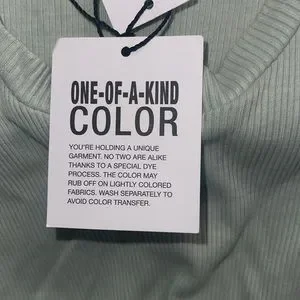 ONE-OF-A-KIND
COLOR
YOU'RE HOLDING A UNIQUE
GARMENT. NO TWO ARE ALIKE
THANKS TO A SPECIAL DYE
PROCESS. THE COLOR MAY
RUB OFF ON LIGHTLY COLORED
FABRICS. WASH SEPARATELY TO
AVOID COLOR TRANSFER.